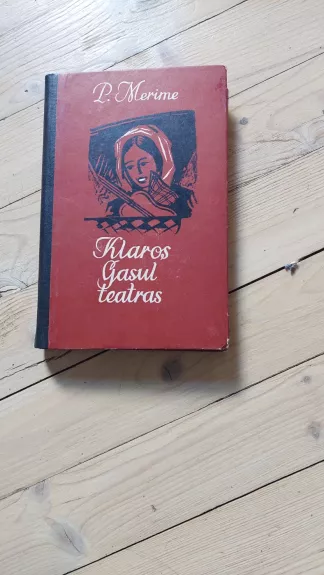 P. Merime
Klaros
Gasul
teatras